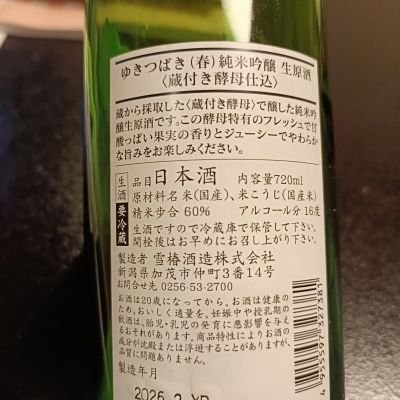 ゆきつばき（春）純米吟醸 生原酒
〈蔵付き酵母仕込〉
蔵から採取した〈蔵付き酵母〉で醸した純米吟
醸生原酒です。この酵母特有のフレッシュで甘
酸っぱい果実の香りとジューシーでやわらか
な旨みをお楽しみください。
生酒
要冷蔵
品目 日本酒 内容量720ml
原材料名 米（国産）、米こうじ（国産米）
精米歩合 60% アルコール分 16度
生酒ですので冷蔵庫で保管して下さい。
開栓後はお早めにお召し上がり下さい。
製造者 雪椿酒造株式会社
新潟県加茂市仲町3番14号
お問合せ先 0256-53-2700
お酒は20歳になってから。お酒は健康のた
め、おいしく適量を。妊娠中や授乳期の
飲酒は、胎児・乳児の発育に悪影響を与え
るおそれがあります。商品特性によりお酒の
成分が沈殿または浮遊することがありますが、
品質に問題ありません。
製造年月
2026.2
4955597327381